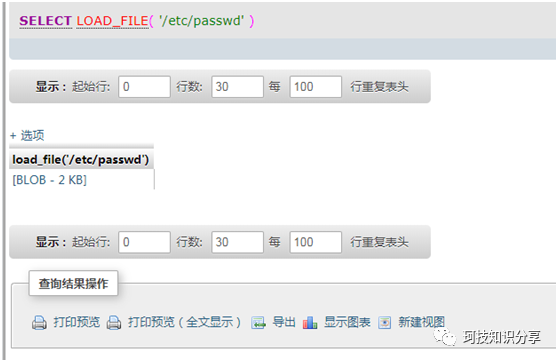 SELECT LOAD_FILE( '/etc/passwd' )
显示： 起始行: 0 行数: 30 每 100 行重复表头
+ 选项
load_file('/etc/passwd')
[BLOB - 2 KB]
显示： 起始行: 0 行数: 30 每 100 行重复表头
查询结果操作
打印预览 打印预览（全文显示） 导出 显示图表 新建视图
珂技知识分享